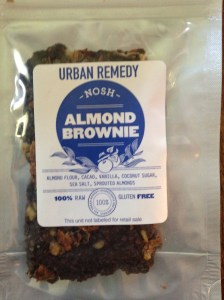 URBAN REMEDY
-NOSH-
ALMOND
BROWNIE
ALMOND FLOUR, CACAO, VANILLA, COCONUT SUGAR,
SEA SALT, SPROUTED ALMONDS
100% RAW GLUTEN FREE
100%
This unit not labeled for retail sale